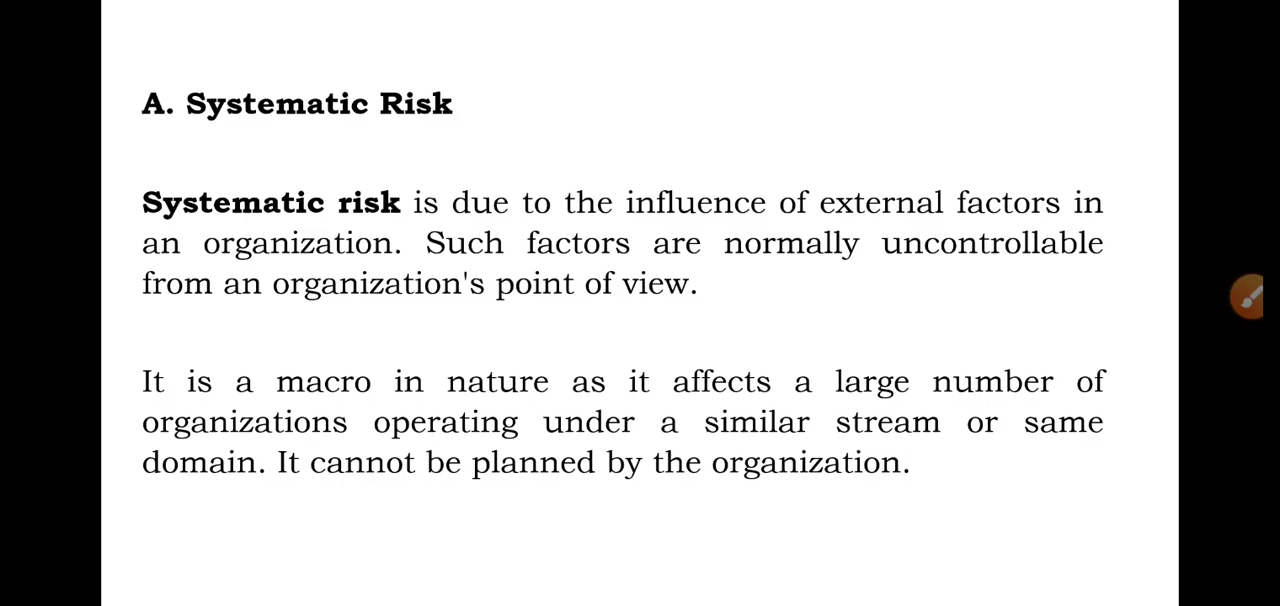 A. Systematic Risk
Systematic risk is due to the influence of external factors in
an organization. Such factors are normally uncontrollable
from an organization's point of view.
It is a macro in nature as it affects a large number of
organizations operating under a similar stream or same
domain. It cannot be planned by the organization.